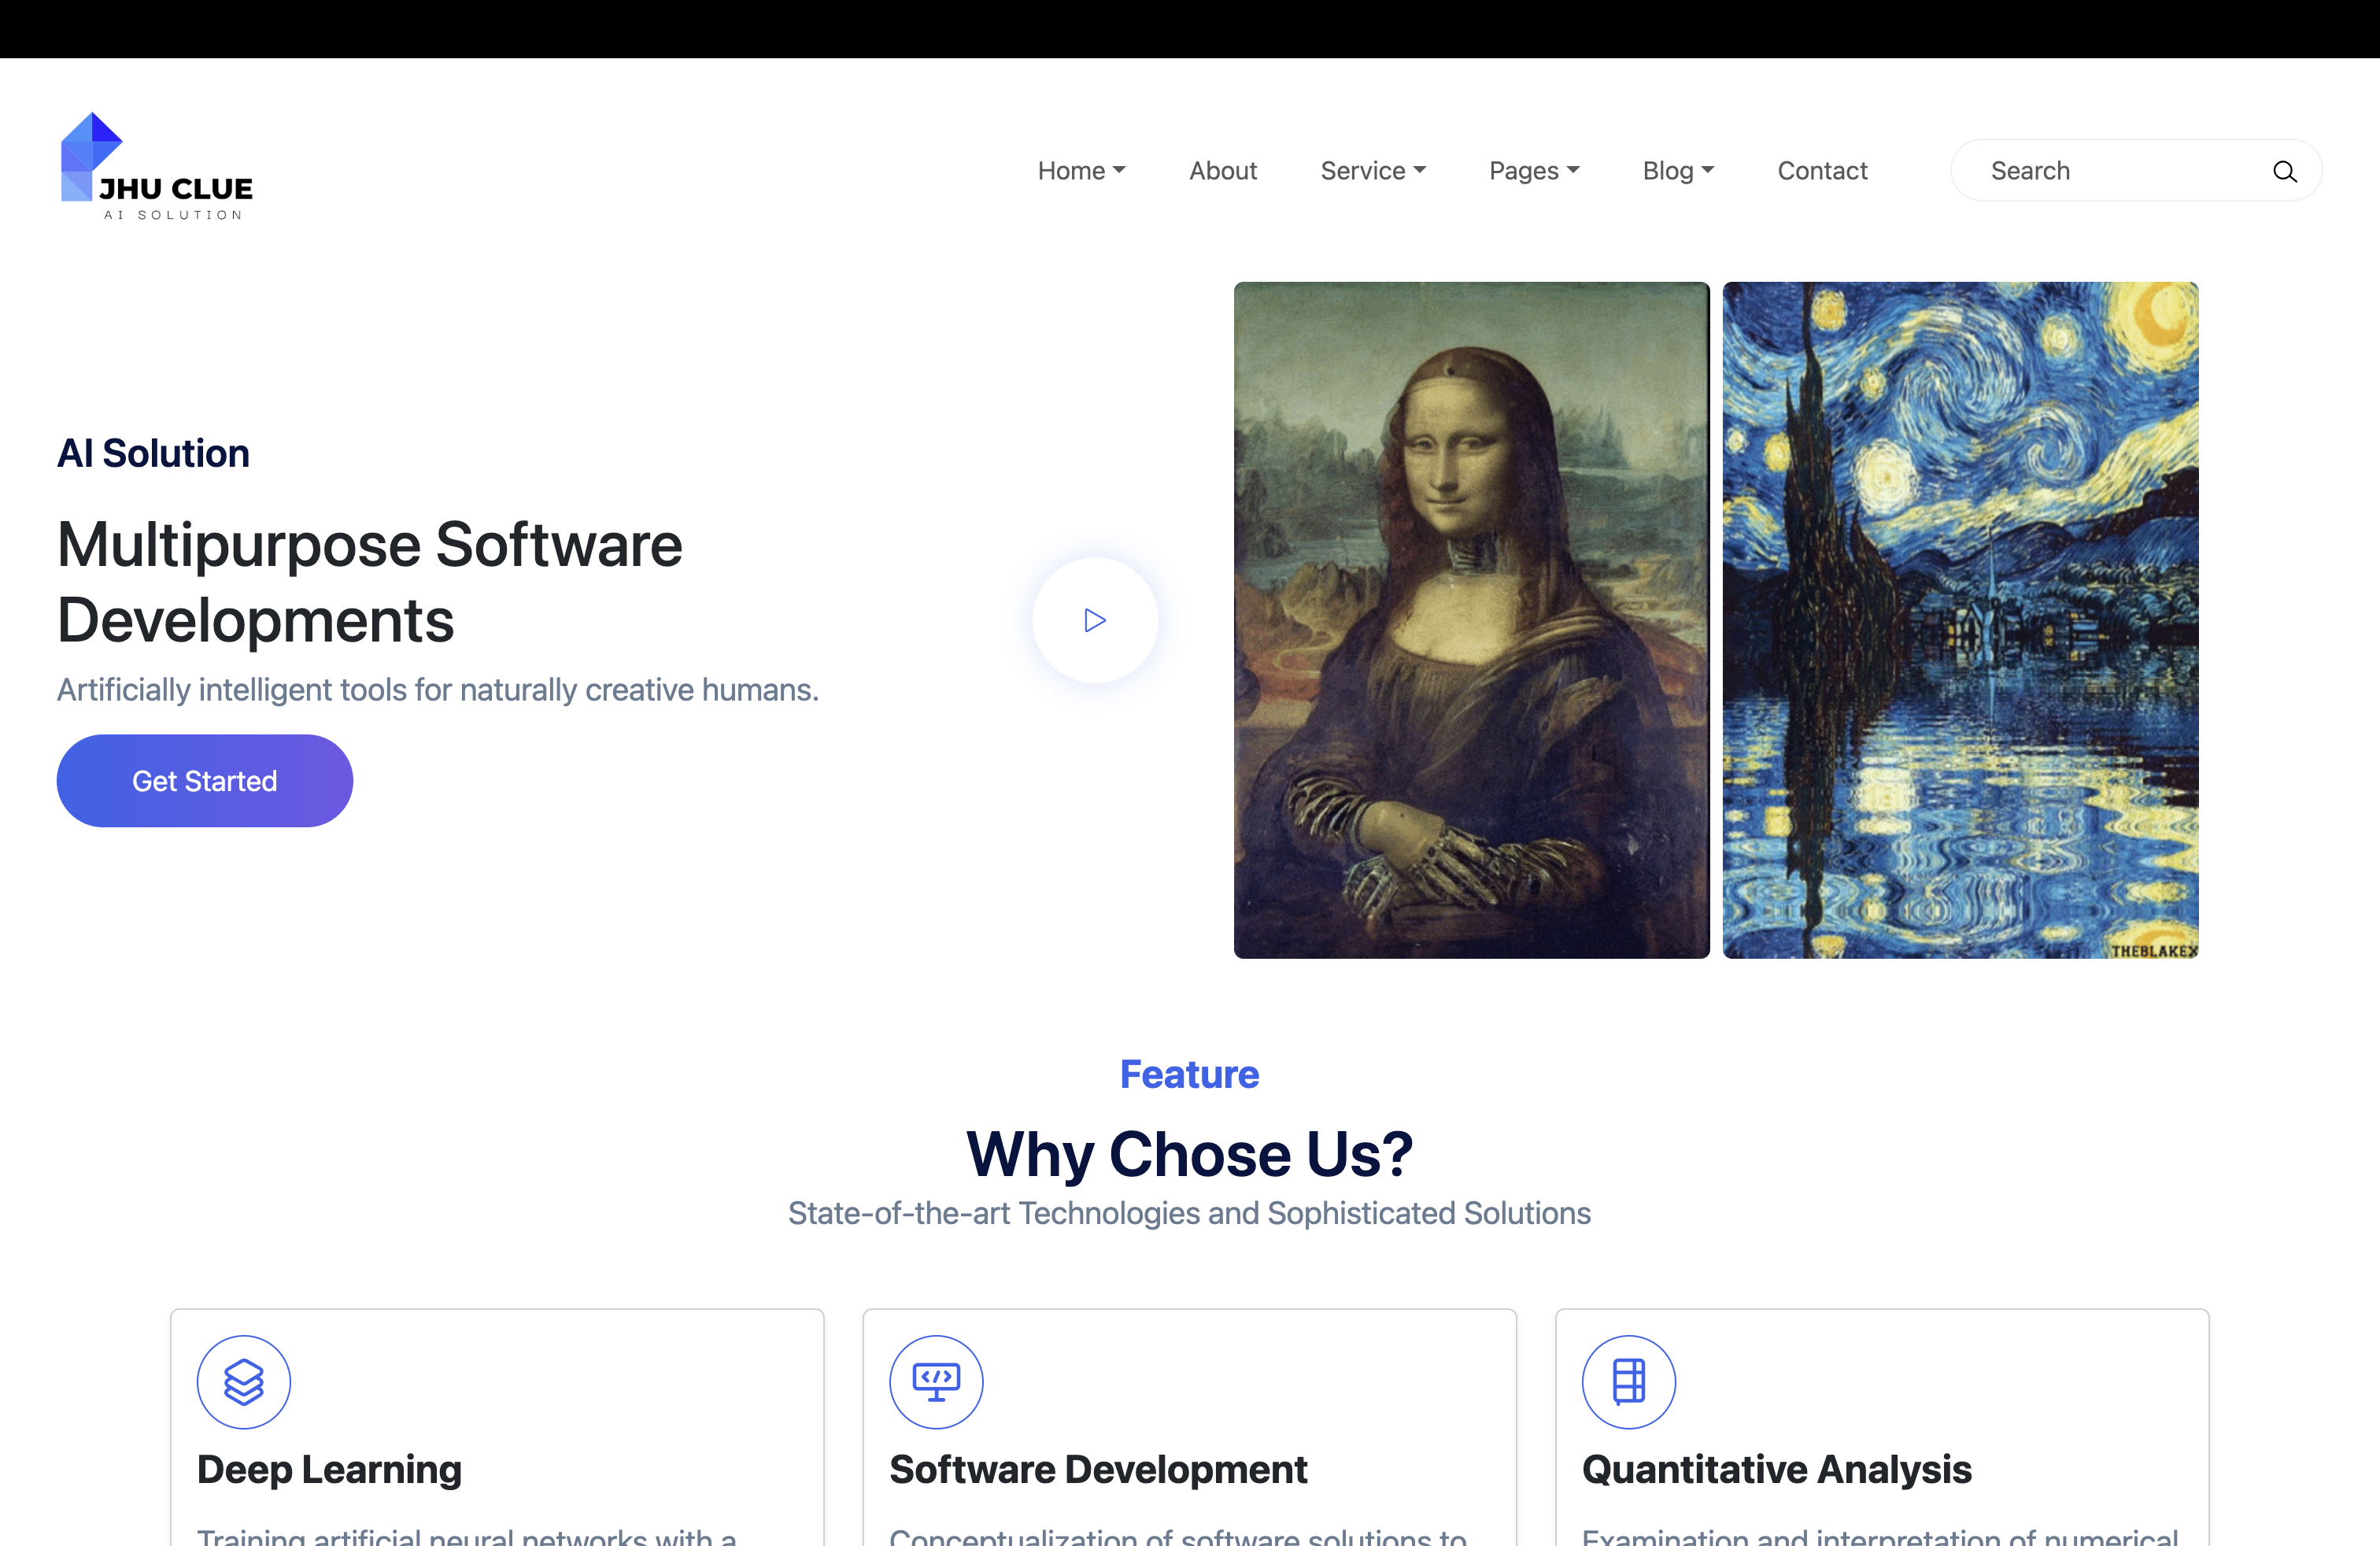 JHU CLUE
AI SOLUTION
Home
About
Service
Pages
Blog
Contact
Search
AI Solution
Multipurpose Software
Developments
Artificially intelligent tools for naturally creative humans.
Get Started
THEBLAKEX
Feature
Why Chose Us?
State-of-the-art Technologies and Sophisticated Solutions
Deep Learning
Software Development
Quantitative Analysis
Training artificial neural networks with a
Conceptualization of software solutions to
Examination and interpretation of numerical